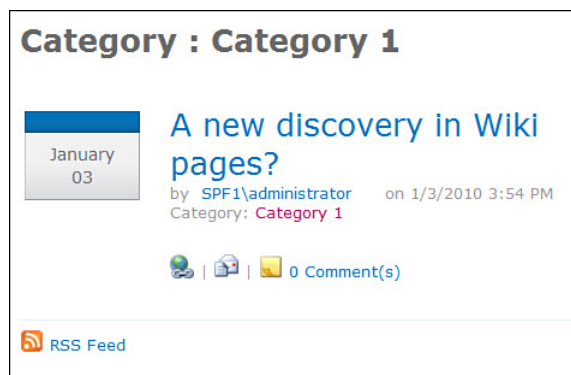 Category : Category 1
January
03
A new discovery in Wiki
pages?
by SPF1\administrator on 1/3/2010 3:54 PM
Category: Category 1
| | 0 Comment(s)
RSS Feed